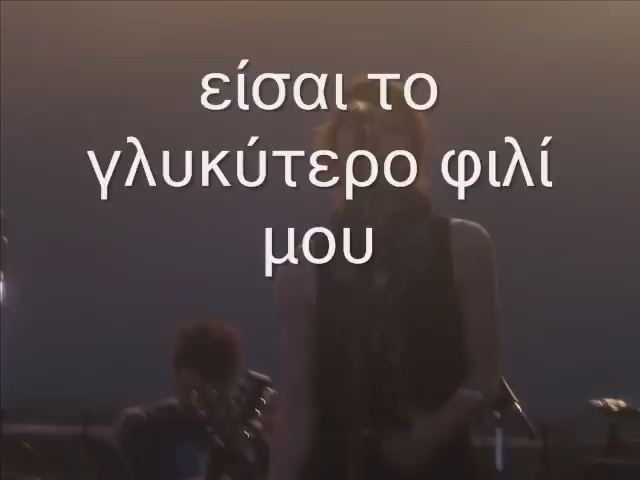 είσαι το
γλυκύτερο φιλί
μου